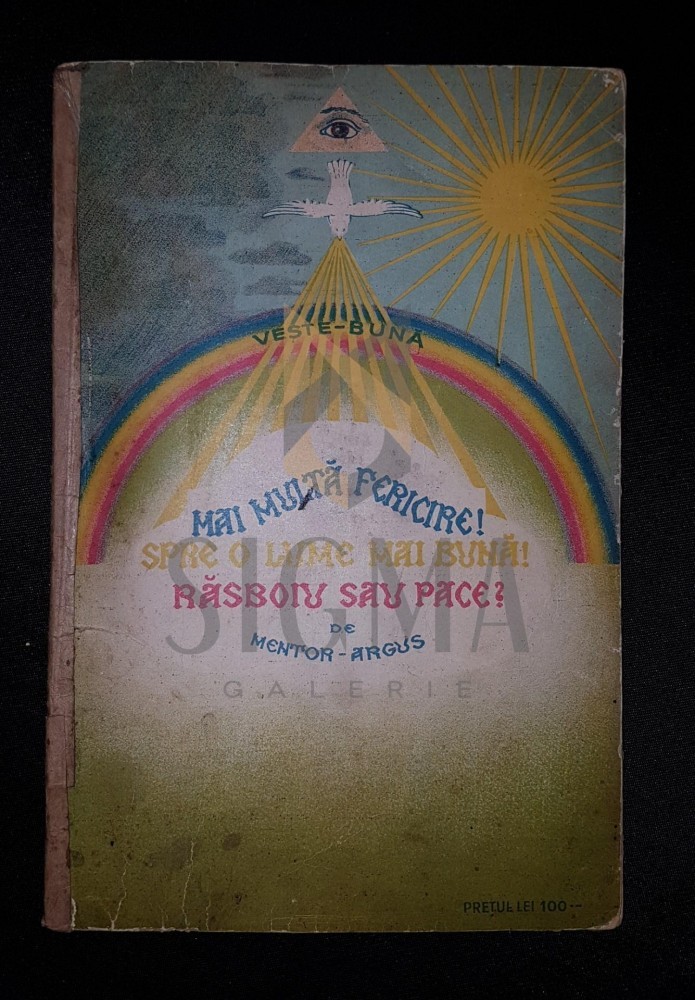 VESTE-BUNĂ
MAI MULTĂ FERICIRE!
SPRE O LUME MAI BUNĂ!
RĂSBOIU SAU PACE?
DE
MENTOR-ARGUS
SIGMA
GALERIE
PREȚUL LEI 100--